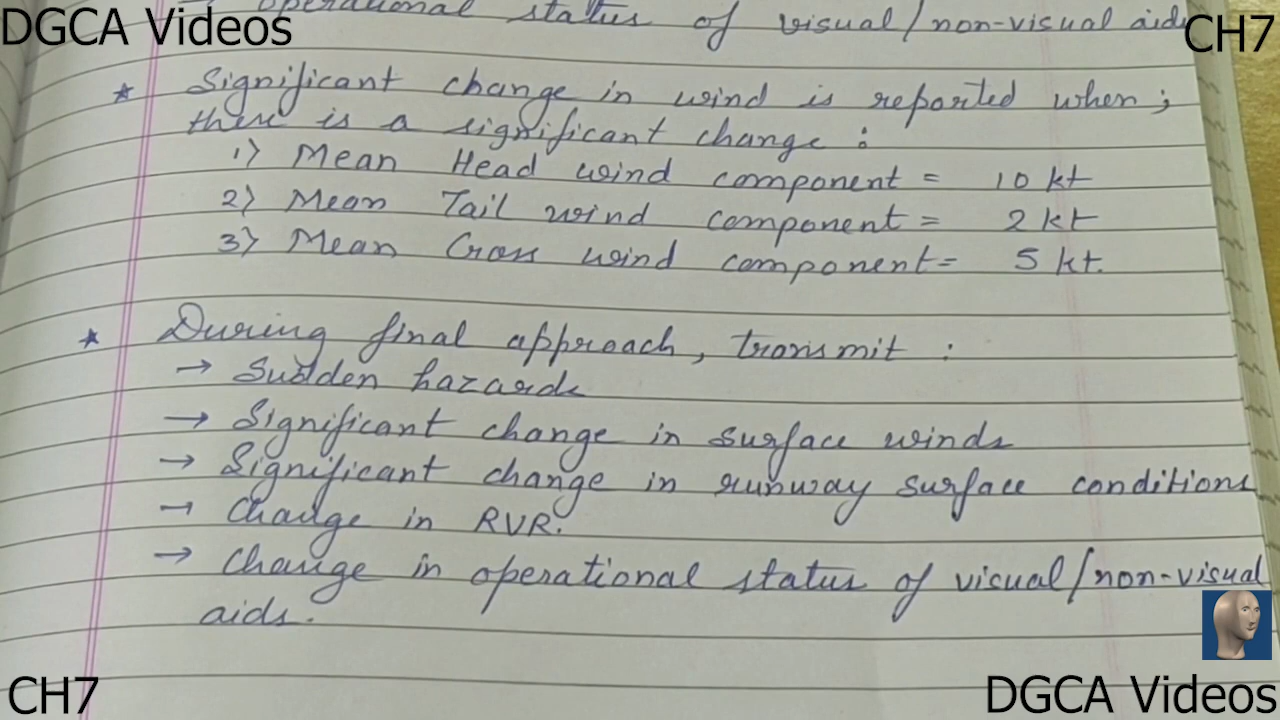 DGCA Videos
CH7
operational status of visual/non-visual aids
* Significant change in wind is reported when;
there is a significant change :
1) Mean Head wind component = 10 kt
2) Mean Tail wind component = 2 kt
3) Mean Cross wind component = 5 kt.
* During final approach, transmit :
→ Sudden hazards
→ Significant change in surface winds
→ Significant change in runway surface conditions
→ Change in RVR.
→ Change in operational status of visual/non-visual
aids.
CH7
DGCA Videos